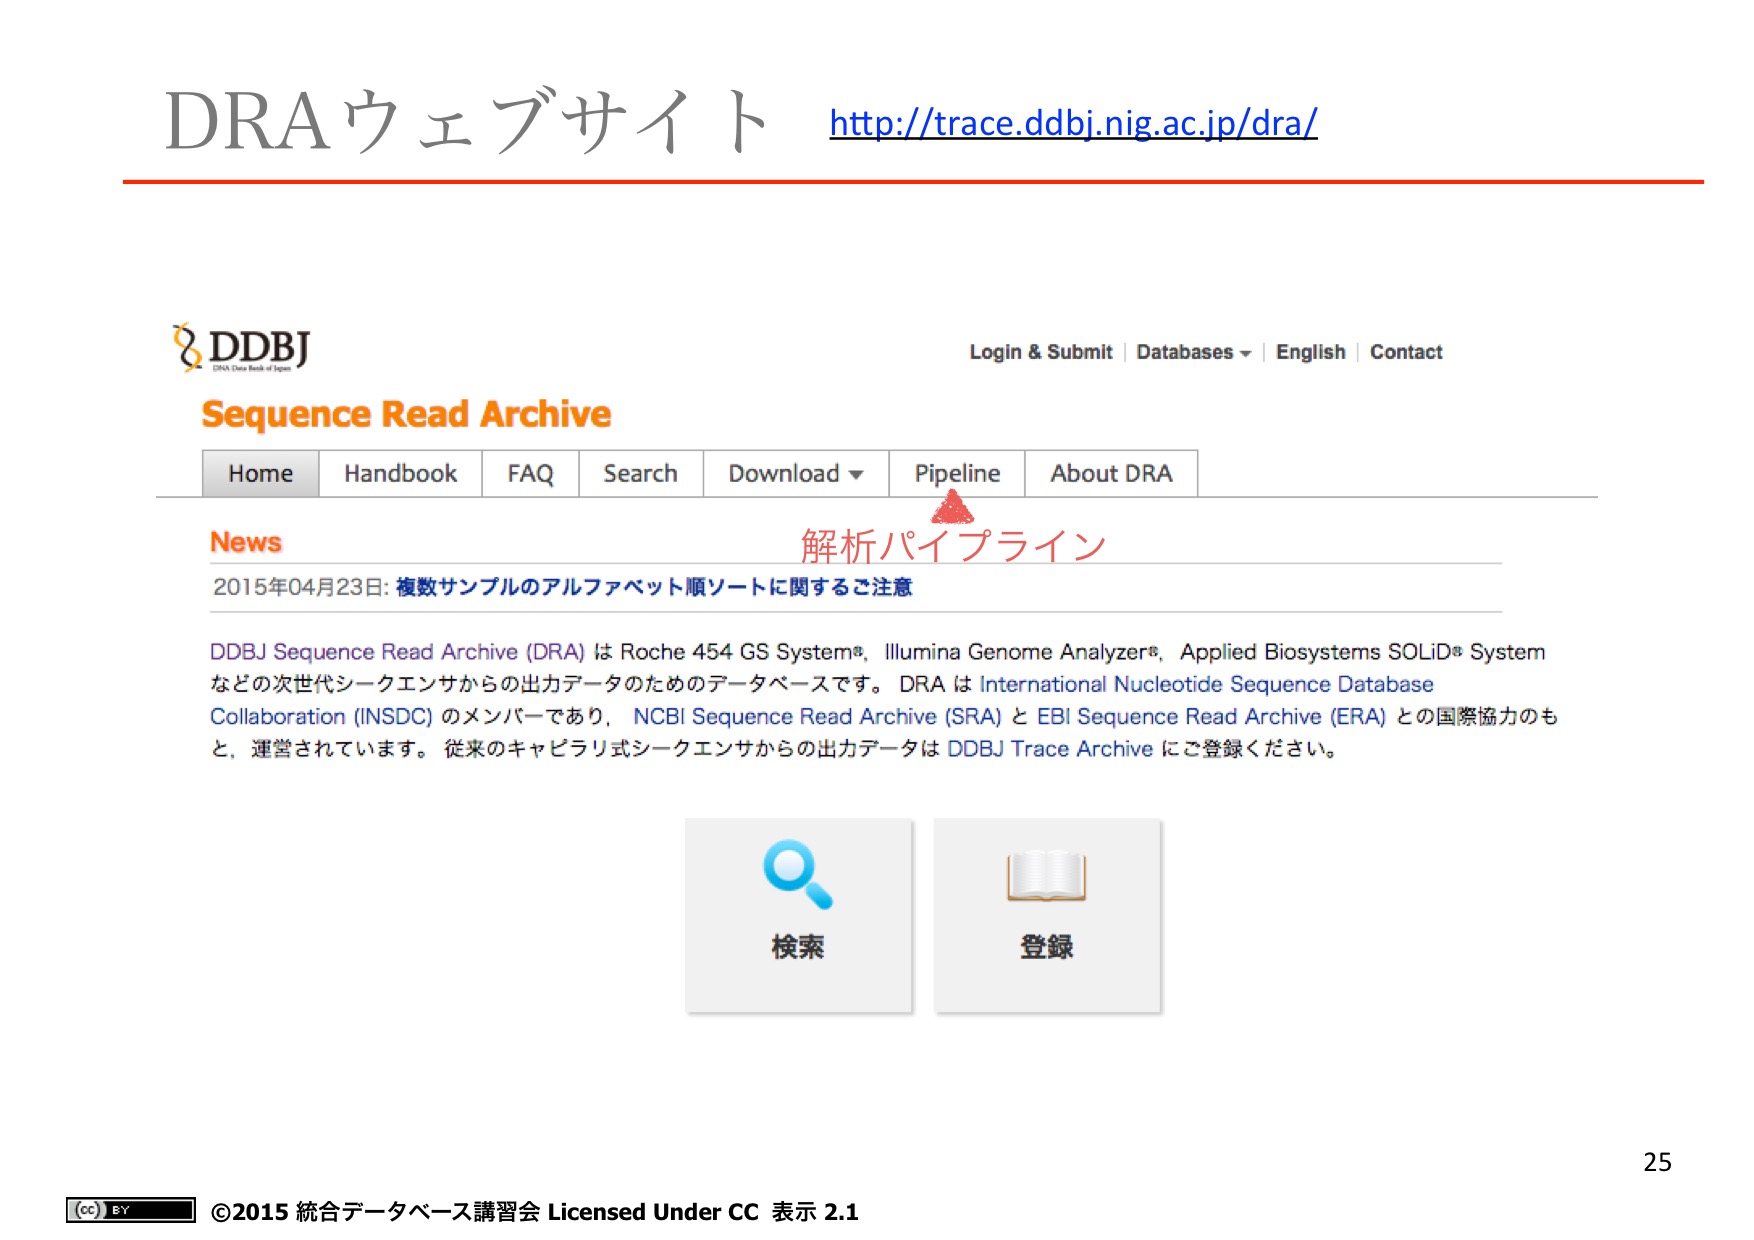 DRAウェブサイト http://trace.ddbj.nig.ac.jp/dra/
DDBJ
DNA Data Bank of Japan
Login & Submit Databases English Contact
Sequence Read Archive
Home Handbook FAQ Search Download Pipeline About DRA
解析パイプライン
News
2015年04月23日: 複数サンプルのアルファベット順ソートに関するご注意
DDBJ Sequence Read Archive (DRA) は Roche 454 GS System®, Illumina Genome Analyzer®, Applied Biosystems SOLiD® System
などの次世代シークエンサからの出力データのためのデータベースです。 DRA は International Nucleotide Sequence Database
Collaboration (INSDC) のメンバーであり, NCBI Sequence Read Archive (SRA) と EBI Sequence Read Archive (ERA) との国際協力のも
と, 運営されています。 従来のキャピラリ式シークエンサからの出力データは DDBJ Trace Archive にご登録ください。
検索 登録
25
(cc) BY ©2015 統合データベース講習会 Licensed Under CC 表示 2.1